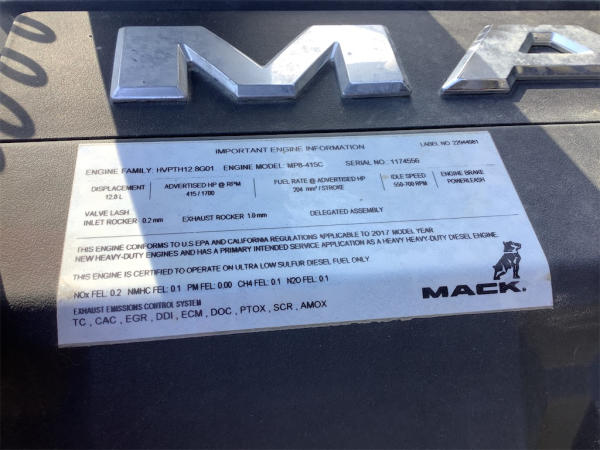 MA
IMPORTANT ENGINE INFORMATION
LABEL NO. 22944081
ENGINE FAMILY: HVPTH12.8G01 ENGINE MODEL: MP8-415C SERIAL NO.: 1174556
DISPLACEMENT ADVERTISED HP @ RPM FUEL RATE @ ADVERTISED HP IDLE SPEED ENGINE BRAKE
12.8 L 415 / 1700 204 mm³ / STROKE 550-700 RPM POWERLEASH
VALVE LASH
INLET ROCKER 0.2 mm EXHAUST ROCKER 1.0 mm DELEGATED ASSEMBLY
THIS ENGINE CONFORMS TO U.S EPA AND CALIFORNIA REGULATIONS APPLICABLE TO 2017 MODEL YEAR
NEW HEAVY-DUTY ENGINES AND HAS A PRIMARY INTENDED SERVICE APPLICATION AS A HEAVY HEAVY-DUTY DIESEL ENGINE.
THIS ENGINE IS CERTIFIED TO OPERATE ON ULTRA LOW SULFUR DIESEL FUEL ONLY.
NOx FEL: 0.2 NMHC FEL: 0.1 PM FEL: 0.00 CH4 FEL: 0.1 N2O FEL: 0.1
EXHAUST EMISSIONS CONTROL SYSTEM
TC , CAC , EGR , DDI , ECM , DOC , PTOX , SCR , AMOX
MACK.